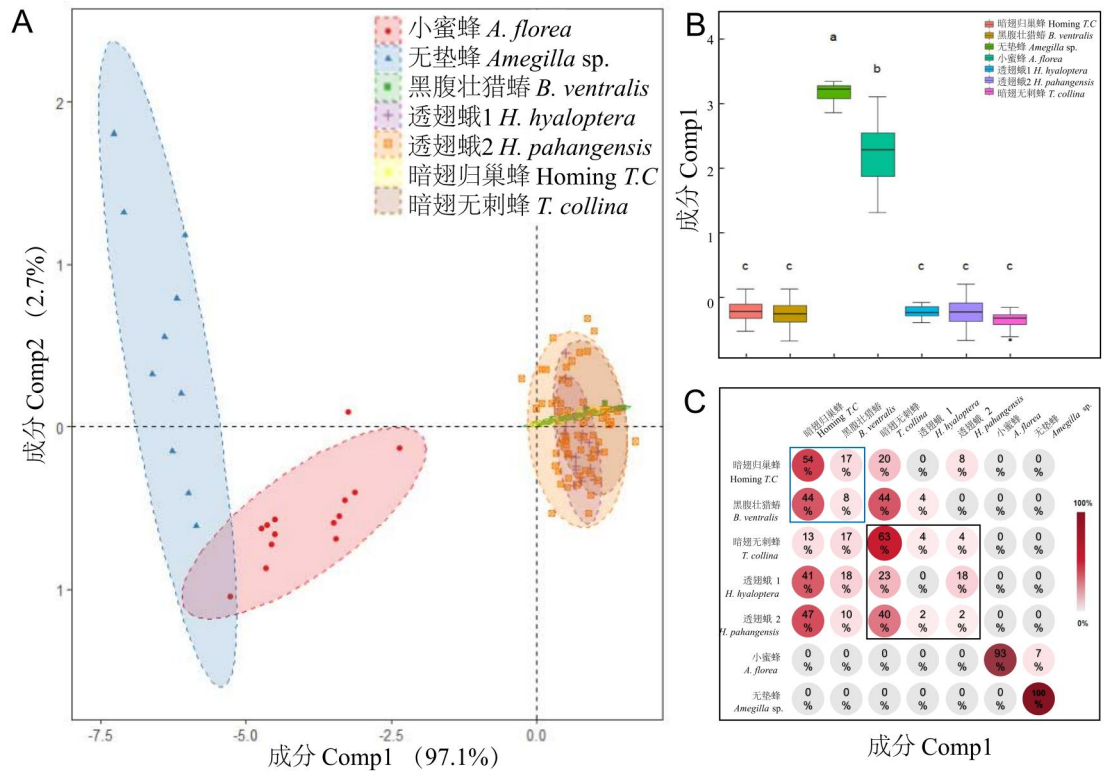 A
小蜜蜂 A. florea
无垫蜂 Amegilla sp.
黑腹壮猎蝽 B. ventralis
透翅蛾1 H. hyaloptera
透翅蛾2 H. pahangensis
暗翅归巢蜂 Homing T.C
暗翅无刺蜂 T. collina
成分 Comp2 （2.7%）
2
1
0
1
-7.5
-5.0
-2.5
0.0
成分 Comp1 （97.1%）
B
暗翅归巢蜂 Homing T.C
黑腹壮猎蝽 B. ventralis
无垫蜂 Amegilla sp.
小蜜蜂 A. florea
透翅蛾1 H. hyaloptera
透翅蛾2 H. pahangensis
暗翅无刺蜂 T. collina
成分 Comp1
4
3
2
4
0
c
c
a
b
c
c
c
C
暗翅归巢蜂
Homing T.C
黑腹壮猎蝽
B. ventralis
暗翅无刺蜂
T. collina
透翅蛾 1
H. hyaloptera
透翅蛾 2
H. pahangensis
小蜜蜂
A. florea
无垫蜂
Amegilla sp.
暗翅归巢蜂
Homing T.C
54 % 17 % 20 % 0 % 8 % 0 % 0 %
黑腹壮猎蝽
B. ventralis
44 % 8 % 44 % 4 % 0 % 0 % 0 %
暗翅无刺蜂
T. collina
13 % 17 % 63 % 4 % 4 % 0 % 0 %
透翅蛾 1
H. hyaloptera
41 % 18 % 23 % 0 % 18 % 0 % 0 %
透翅蛾 2
H. pahangensis
47 % 10 % 40 % 2 % 2 % 0 % 0 %
小蜜蜂
A. florea
0 % 0 % 0 % 0 % 0 % 93 % 7 %
无垫蜂
Amegilla sp.
0 % 0 % 0 % 0 % 0 % 0 % 100 %
100%
0%
成分 Comp1